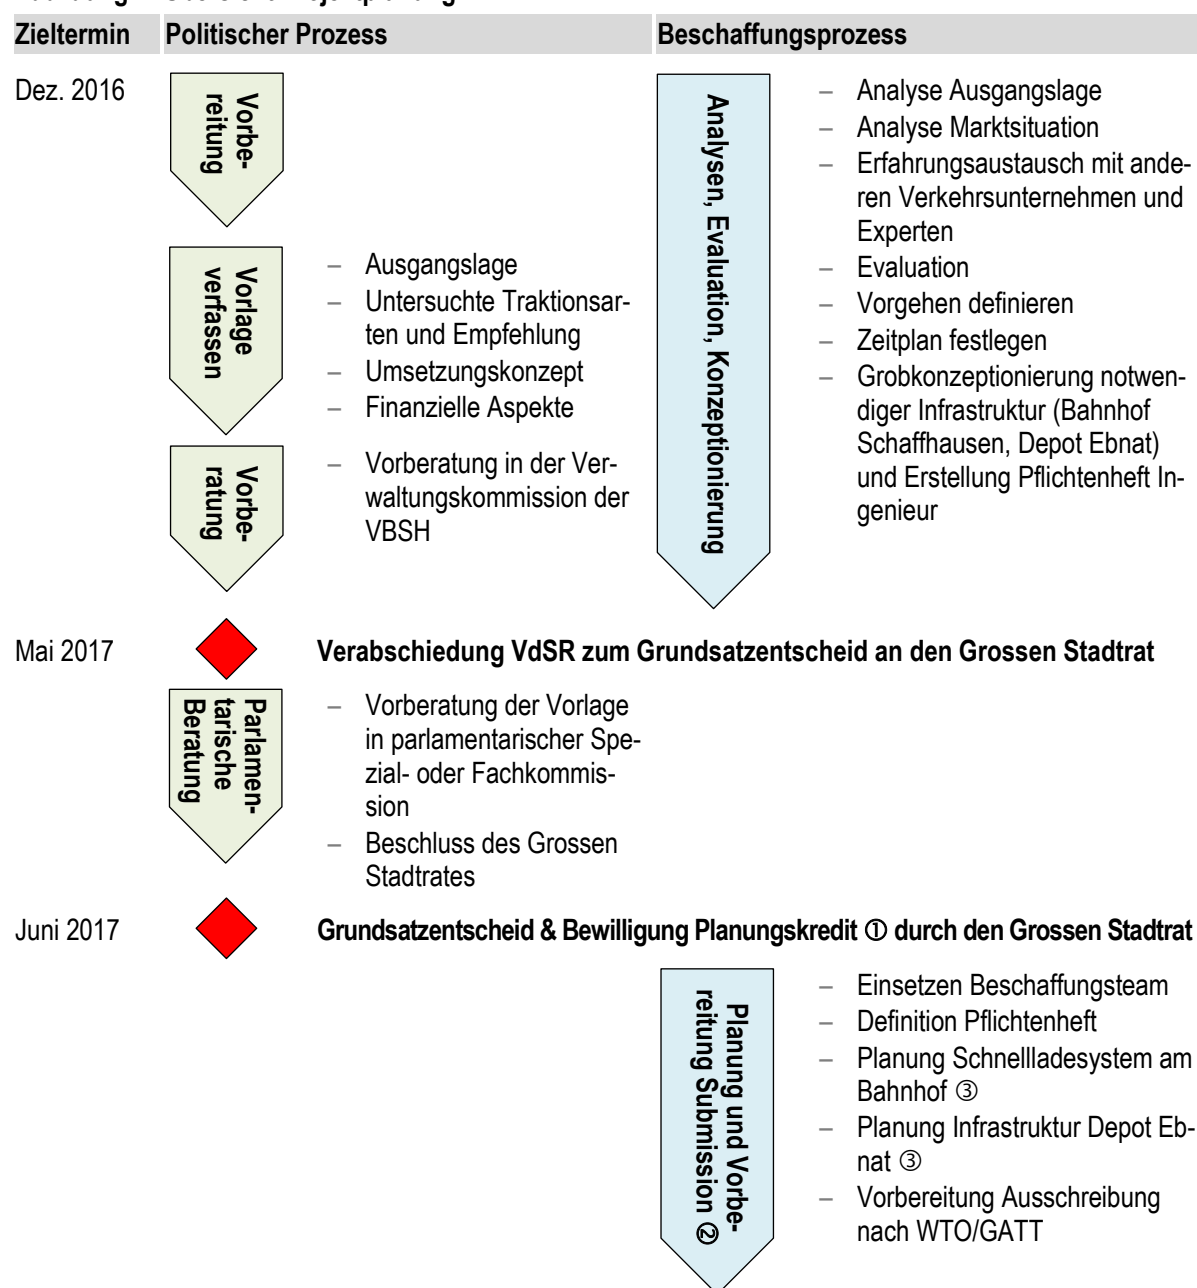 Zieltermin Politischer Prozess Beschaffungsprozess
Dez. 2016
Vorbe-
reitung
Vorlage
verfassen
– Ausgangslage
– Untersuchte Traktionsar-
ten und Empfehlung
– Umsetzungskonzept
– Finanzielle Aspekte
Vorbe-
ratung
– Vorberatung in der Ver-
waltungskommission der
VBSH
Analysen, Evaluation, Konzeptionierung
– Analyse Ausgangslage
– Analyse Marktsituation
– Erfahrungsaustausch mit ande-
ren Verkehrsunternehmen und
Experten
– Evaluation
– Vorgehen definieren
– Zeitplan festlegen
– Grobkonzeptionierung notwen-
diger Infrastruktur (Bahnhof
Schaffhausen, Depot Ebnat)
und Erstellung Pflichtenheft In-
genieur
Mai 2017 Verabschiedung VdSR zum Grundsatzentscheid an den Grossen Stadtrat
Parlamen-
tarische
Beratung
– Vorberatung der Vorlage
in parlamentarischer Spe-
zial- oder Fachkommis-
sion
– Beschluss des Grossen
Stadtrates
Juni 2017 Grundsatzentscheid & Bewilligung Planungskredit ① durch den Grossen Stadtrat
Planung und Vorbe-
reitung Submission ②
– Einsetzen Beschaffungsteam
– Definition Pflichtenheft
– Planung Schnellladesystem am
Bahnhof ③
– Planung Infrastruktur Depot Eb-
nat ③
– Vorbereitung Ausschreibung
nach WTO/GATT